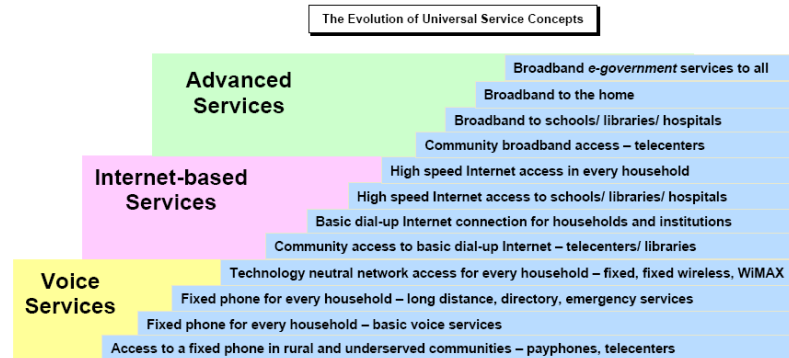 The Evolution of Universal Service Concepts
Advanced
Services
Broadband e-government services to all
Broadband to the home
Broadband to schools/ libraries/ hospitals
Community broadband access – telecenters
Internet-based
Services
High speed Internet access in every household
High speed Internet access to schools/ libraries/ hospitals
Basic dial-up Internet connection for households and institutions
Community access to basic dial-up Internet – telecenters/ libraries
Voice
Services
Technology neutral network access for every household – fixed, fixed wireless, WiMAX
Fixed phone for every household – long distance, directory, emergency services
Fixed phone for every household – basic voice services
Access to a fixed phone in rural and underserved communities – payphones, telecenters